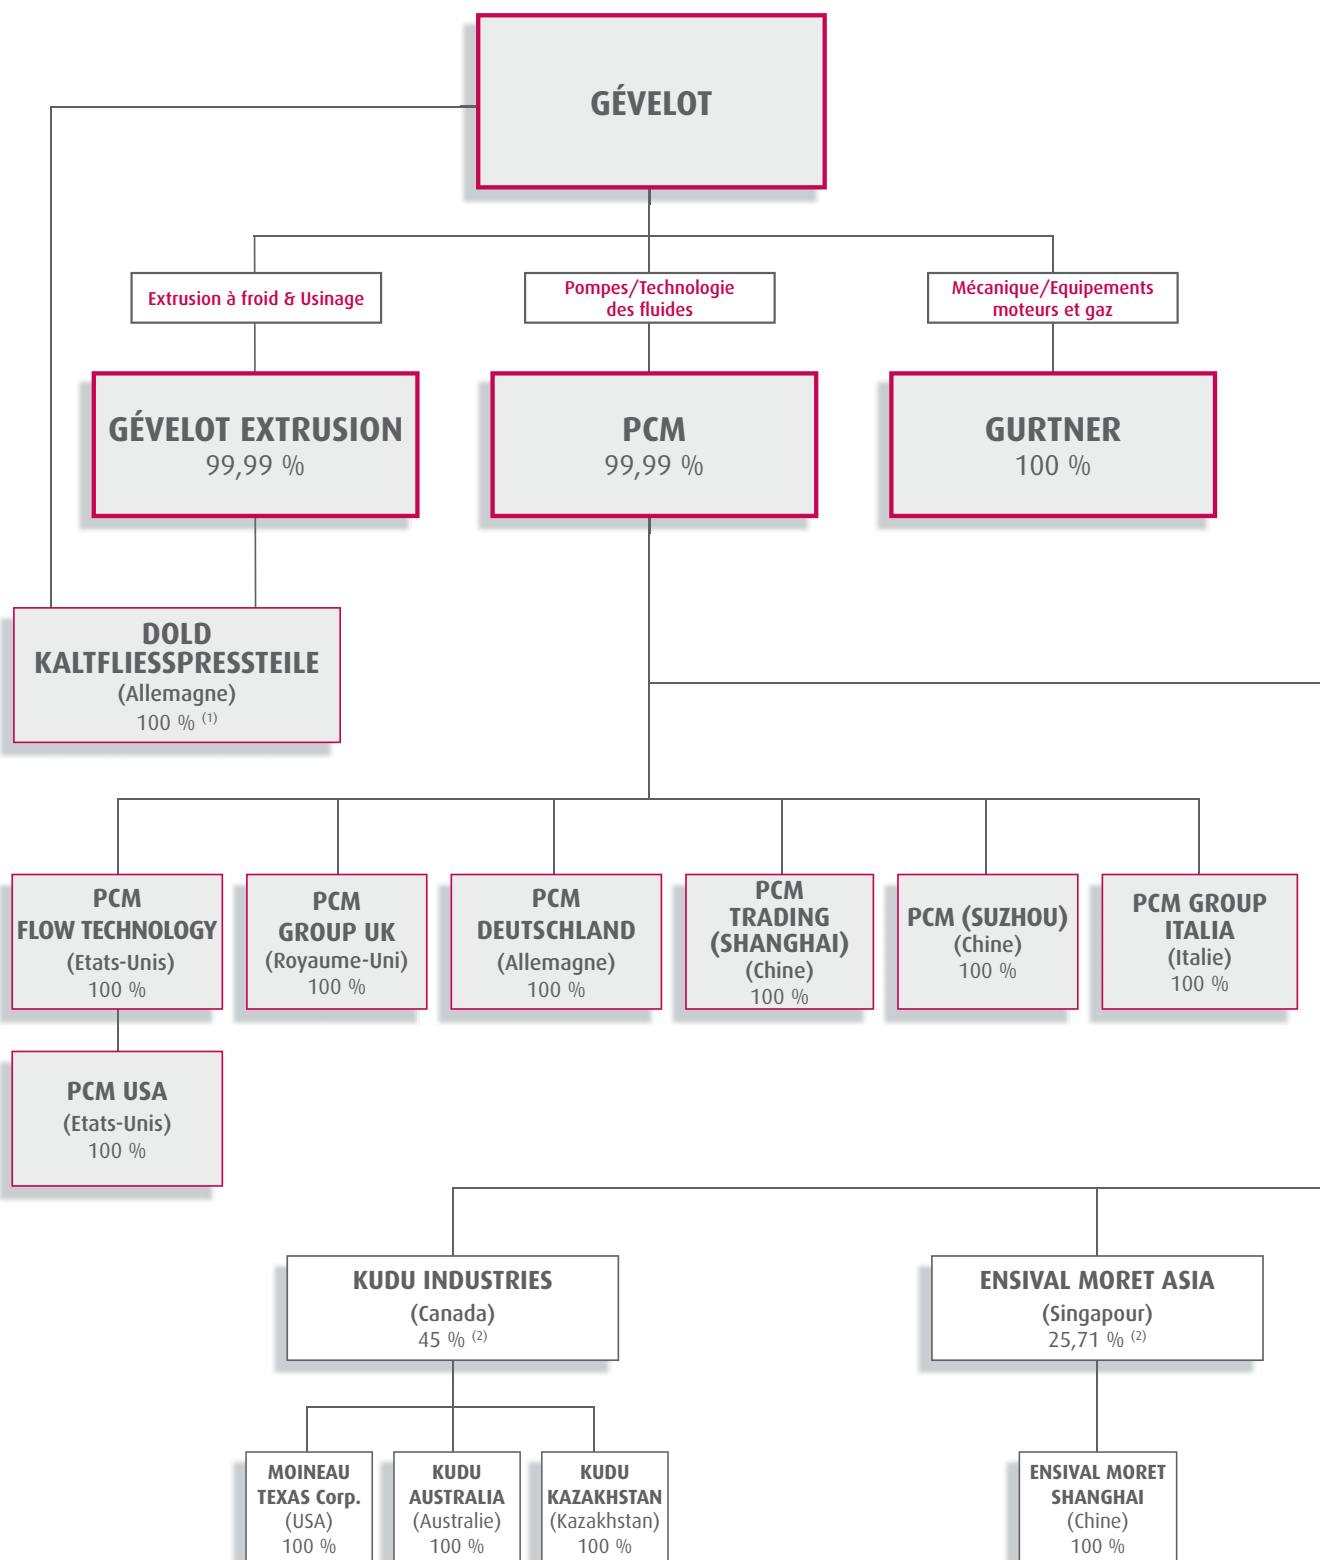 GÉVELOT
Extrusion à froid & Usinage
Pompes/Technologie
des fluides
Mécanique/Equipements
moteurs et gaz
GÉVELOT EXTRUSION
99,99 %
PCM
99,99 %
GURTNER
100 %
DOLD
KALTFLIESSPRESSTEILE
(Allemagne)
100 % (1)
PCM
FLOW TECHNOLOGY
(Etats-Unis)
100 %
PCM
GROUP UK
(Royaume-Uni)
100 %
PCM
DEUTSCHLAND
(Allemagne)
100 %
PCM
TRADING
(SHANGHAI)
(Chine)
100 %
PCM (SUZHOU)
(Chine)
100 %
PCM GROUP
ITALIA
(Italie)
100 %
PCM USA
(Etats-Unis)
100 %
KUDU INDUSTRIES
(Canada)
45 % (2)
ENSIVAL MORET ASIA
(Singapour)
25,71 % (2)
MOINEAU
TEXAS Corp.
(USA)
100 %
KUDU
AUSTRALIA
(Australie)
100 %
KUDU
KAZAKHSTAN
(Kazakhstan)
100 %
ENSIVAL MORET
SHANGHAI
(Chine)
100 %